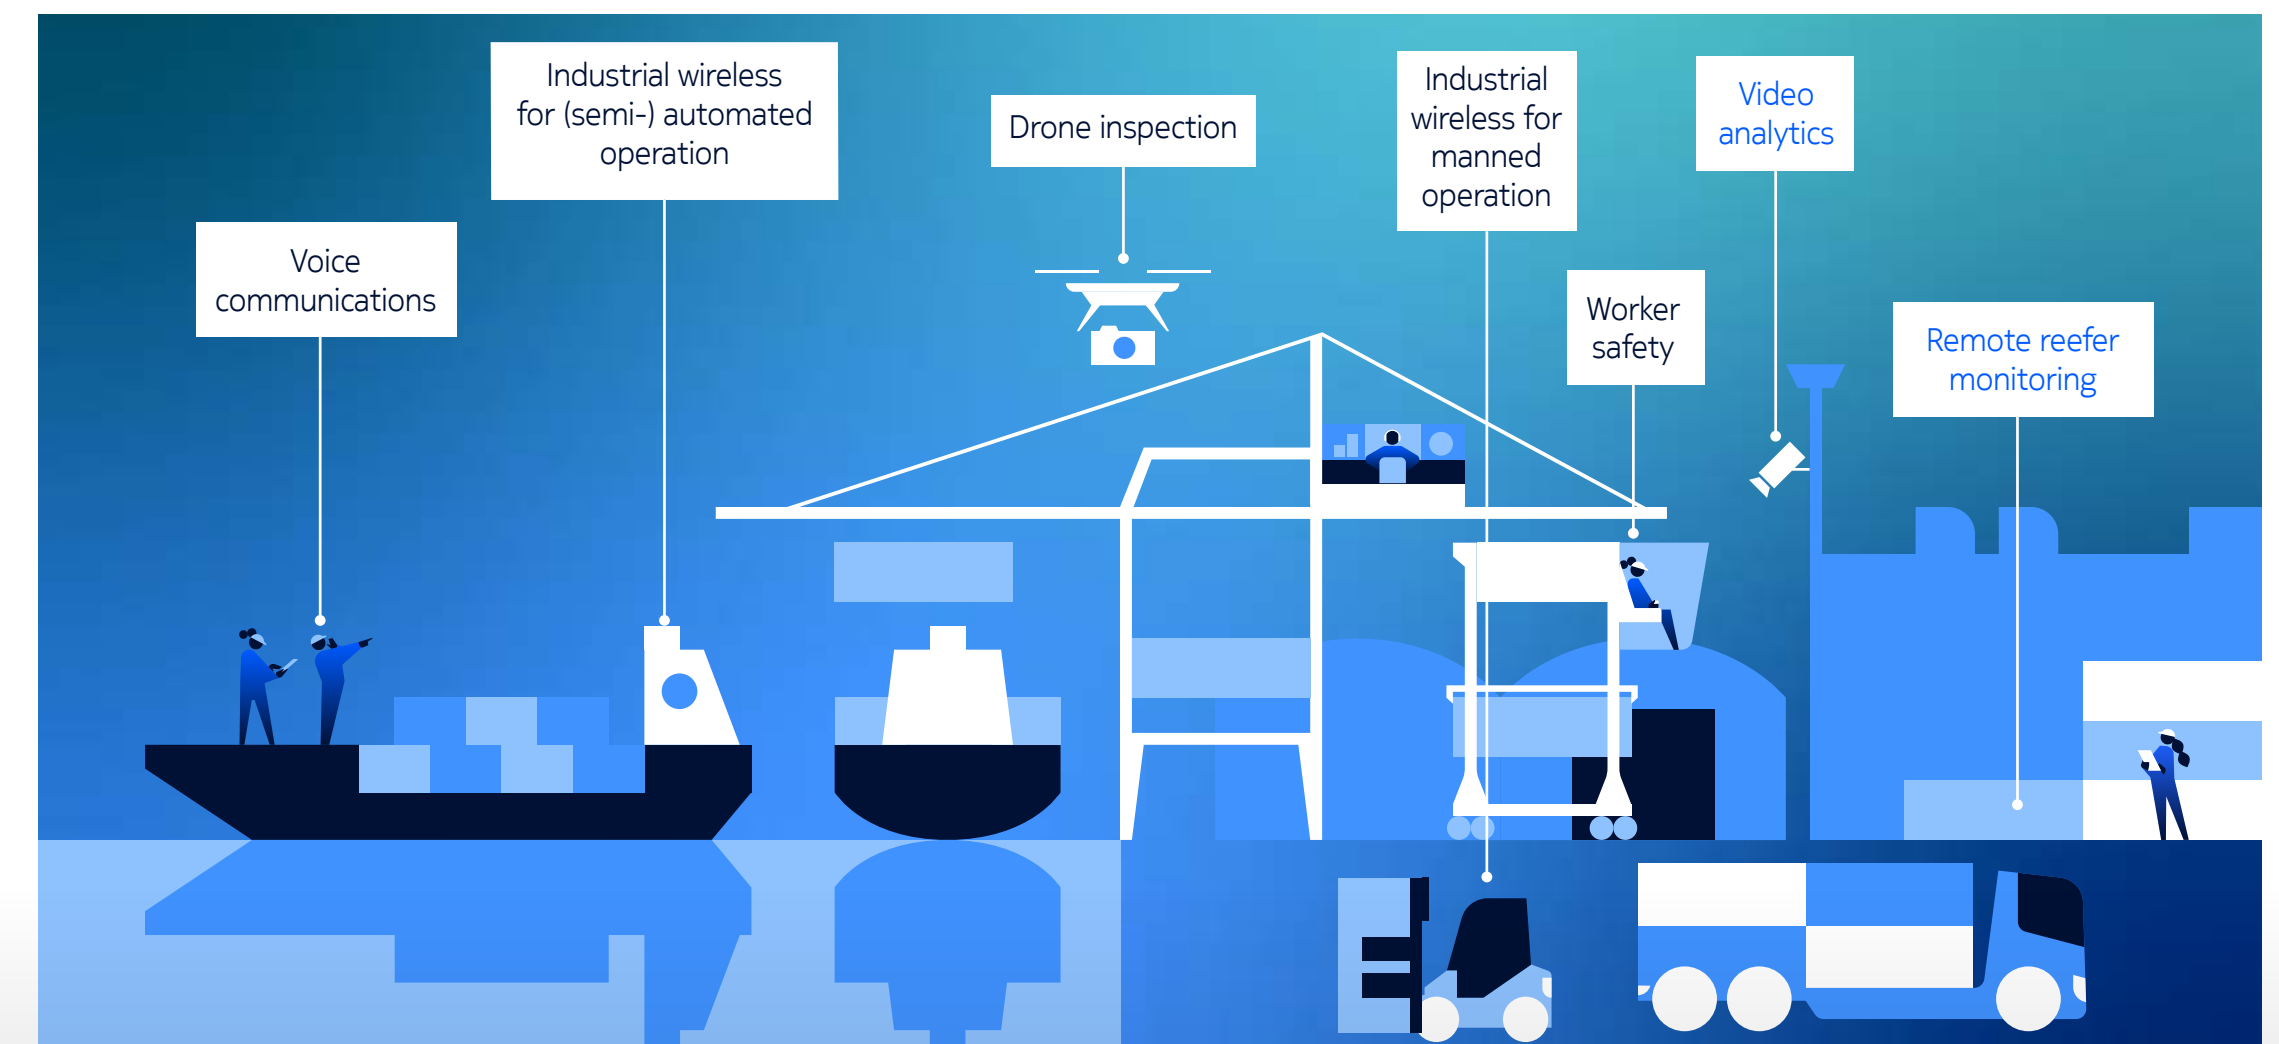 Voice
communications
Industrial wireless
for (semi-) automated
operation
Drone inspection
Industrial
wireless for
manned
operation
Worker
safety
Video
analytics
Remote reefer
monitoring